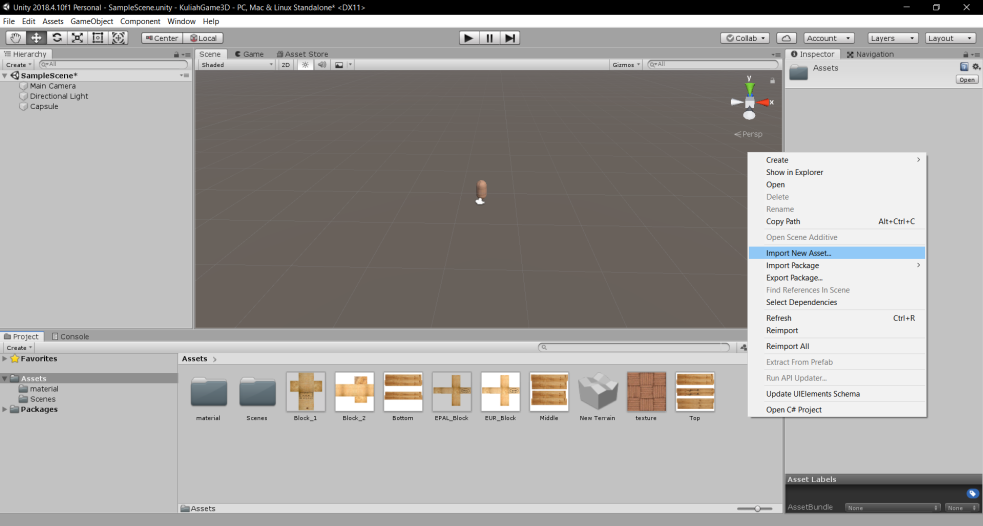 Unity 2018.4.10f1 Personal - SampleScene.unity - KuliahGame3D - PC, Mac & Linux Standalone* <DX11>
File Edit Assets GameObject Component Window Help
Center Local Collab Account Layers Layout
Hierarchy
Create All
SampleScene*
Main Camera
Directional Light
Capsule
Scene Game Asset Store
Shaded 2D Gizmos All
y
x
Persp
Inspector Navigation
Assets
Open
Create
Show in Explorer
Open
Delete
Rename
Copy Path Alt+Ctrl+C
Open Scene Additive
Import New Asset...
Import Package
Export Package...
Find References In Scene
Select Dependencies
Refresh Ctrl+R
Reimport
Reimport All
Extract From Prefab
Run API Updater...
Update UIElements Schema
Open C# Project
Project Console
Create
Favorites
Assets
material
Scenes
Packages
Assets >
material Scenes Block_1 Block_2 Bottom EPAL_Block EUR_Block Middle New Terrain texture Top
Assets
Asset Labels
AssetBundle None None